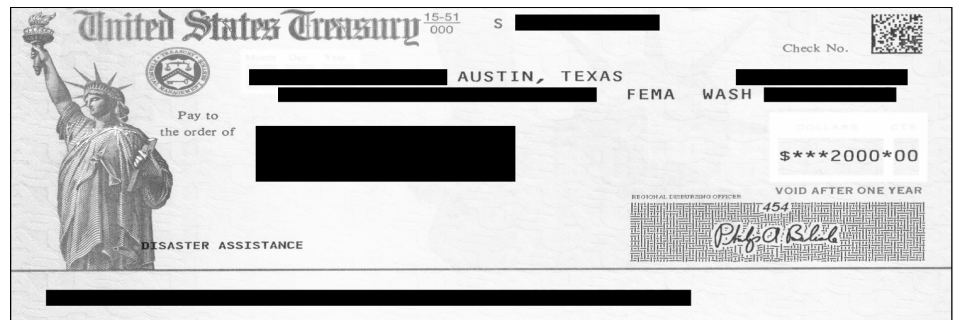 United States Treasury 15-51
000
S
Check No.
AUSTIN, TEXAS
FEMA WASH
Pay to
the order of
$***2000*00
VOID AFTER ONE YEAR
REGIONAL DISBURSING OFFICER
454
DISASTER ASSISTANCE